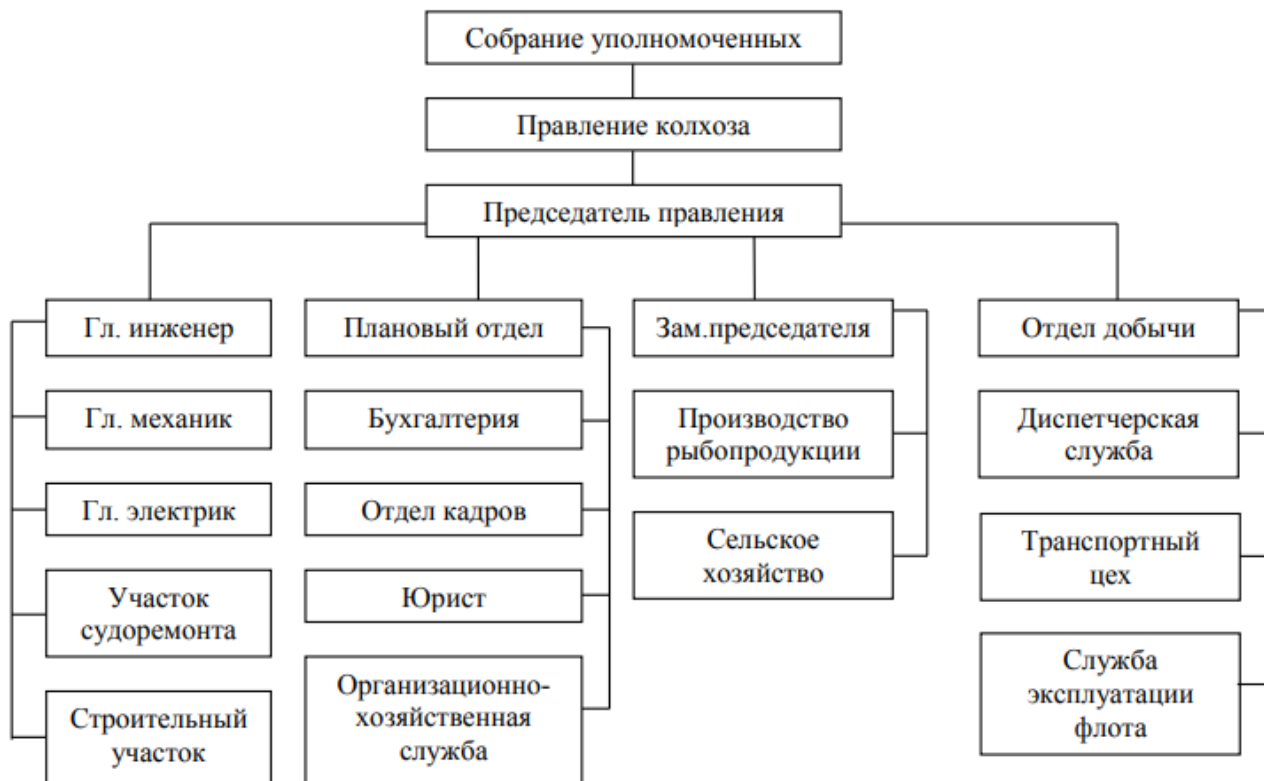 Собрание уполномоченных
Правление колхоза
Председатель правления
Гл. инженер
Плановый отдел
Зам.председателя
Отдел добычи
Гл. механик
Бухгалтерия
Производство
рыбопродукции
Диспетчерская
служба
Гл. электрик
Отдел кадров
Сельское
хозяйство
Транспортный
цех
Участок
судоремонта
Юрист
Служба
эксплуатации
флота
Строительный
участок
Организационно-
хозяйственная
служба